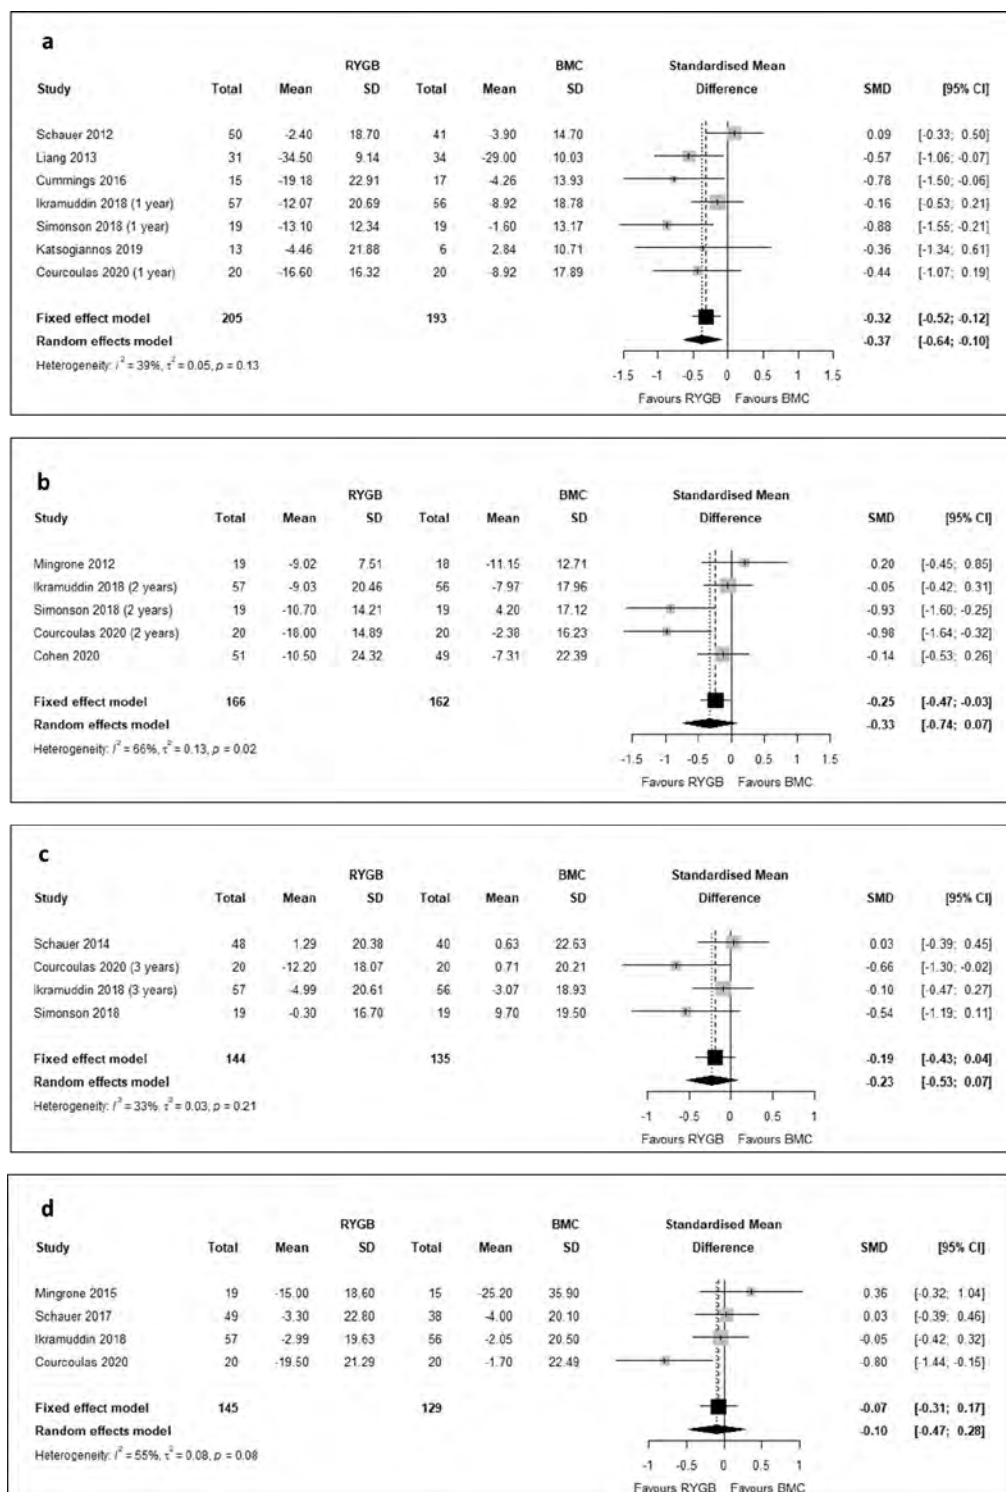 a
RYGB BMC Standardised Mean
Study Total Mean SD Total Mean SD Difference SMD [95% CI]
Schauer 2012 50 -2.40 18.70 41 -3.90 14.70 0.09 [-0.33; 0.50]
Liang 2013 31 -34.50 9.14 34 -29.00 10.03 -0.57 [-1.06; -0.07]
Cummings 2016 15 -19.18 22.91 17 -4.26 13.93 -0.78 [-1.50; -0.06]
Ikramuddin 2018 (1 year) 57 -12.07 20.69 56 -8.92 18.78 -0.16 [-0.53; 0.21]
Simonson 2018 (1 year) 19 -13.10 12.34 19 -1.60 13.17 -0.88 [-1.55; -0.21]
Katsogiannos 2019 13 -4.46 21.88 6 2.84 10.71 -0.36 [-1.34; 0.61]
Courcoulas 2020 (1 year) 20 -16.60 16.32 20 -8.92 17.89 -0.44 [-1.07; 0.19]
Fixed effect model 205 193 -0.32 [-0.52; -0.12]
Random effects model -0.37 [-0.64; -0.10]
Heterogeneity: I² = 39%, τ² = 0.05, p = 0.13
-1.5 -1 -0.5 0 0.5 1 1.5
Favours RYGB Favours BMC
b
RYGB BMC Standardised Mean
Study Total Mean SD Total Mean SD Difference SMD [95% CI]
Mingrone 2012 19 -9.02 7.51 18 -11.15 12.71 0.20 [-0.45; 0.85]
Ikramuddin 2018 (2 years) 57 -9.03 20.46 56 -7.97 17.96 -0.05 [-0.42; 0.31]
Simonson 2018 (2 years) 19 -10.70 14.21 19 4.20 17.12 -0.93 [-1.60; -0.25]
Courcoulas 2020 (2 years) 20 -18.00 14.89 20 -2.38 16.23 -0.98 [-1.64; -0.32]
Cohen 2020 51 -10.50 24.32 49 -7.31 22.39 -0.14 [-0.53; 0.26]
Fixed effect model 166 162 -0.25 [-0.47; -0.03]
Random effects model -0.33 [-0.74; 0.07]
Heterogeneity: I² = 66%, τ² = 0.13, p = 0.02
-1.5 -1 -0.5 0 0.5 1 1.5
Favours RYGB Favours BMC
c
RYGB BMC Standardised Mean
Study Total Mean SD Total Mean SD Difference SMD [95% CI]
Schauer 2014 48 1.29 20.38 40 0.63 22.63 0.03 [-0.39; 0.45]
Courcoulas 2020 (3 years) 20 -12.20 18.07 20 0.71 20.21 -0.66 [-1.30; -0.02]
Ikramuddin 2018 (3 years) 57 -4.99 20.61 56 -3.07 18.93 -0.10 [-0.47; 0.27]
Simonson 2018 19 -0.30 16.70 19 9.70 19.50 -0.54 [-1.19; 0.11]
Fixed effect model 144 135 -0.19 [-0.43; 0.04]
Random effects model -0.23 [-0.53; 0.07]
Heterogeneity: I² = 33%, τ² = 0.03, p = 0.21
-1 -0.5 0 0.5 1
Favours RYGB Favours BMC
d
RYGB BMC Standardised Mean
Study Total Mean SD Total Mean SD Difference SMD [95% CI]
Mingrone 2015 19 -15.00 18.60 15 -25.20 35.90 0.36 [-0.32; 1.04]
Schauer 2017 49 -3.30 22.80 38 -4.00 20.10 0.03 [-0.39; 0.46]
Ikramuddin 2018 57 -2.99 19.63 56 -2.05 20.50 -0.05 [-0.42; 0.32]
Courcoulas 2020 20 -19.50 21.29 20 -1.70 22.49 -0.80 [-1.44; -0.15]
Fixed effect model 145 129 -0.07 [-0.31; 0.17]
Random effects model -0.10 [-0.47; 0.28]
Heterogeneity: I² = 55%, τ² = 0.08, p = 0.08
-1 -0.5 0 0.5 1
Favours RYGB Favours BMC